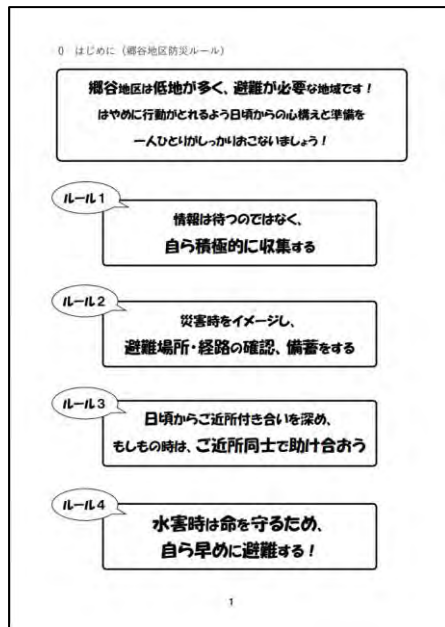 0 はじめに（郷谷地区防災ルール）
郷谷地区は低地が多く、避難が必要な地域です！
はやめに行動がとれるよう日頃からの心構えと準備を
一人ひとりがしっかりおこないましょう！
ルール1
情報は待つのではなく、
自ら積極的に収集する
ルール2
災害時をイメージし、
避難場所・経路の確認、備蓄をする
ルール3
日頃からご近所付き合いを深め、
もしもの時は、ご近所同士で助け合おう
ルール4
水害時は命を守るため、
自ら早めに避難する！
1